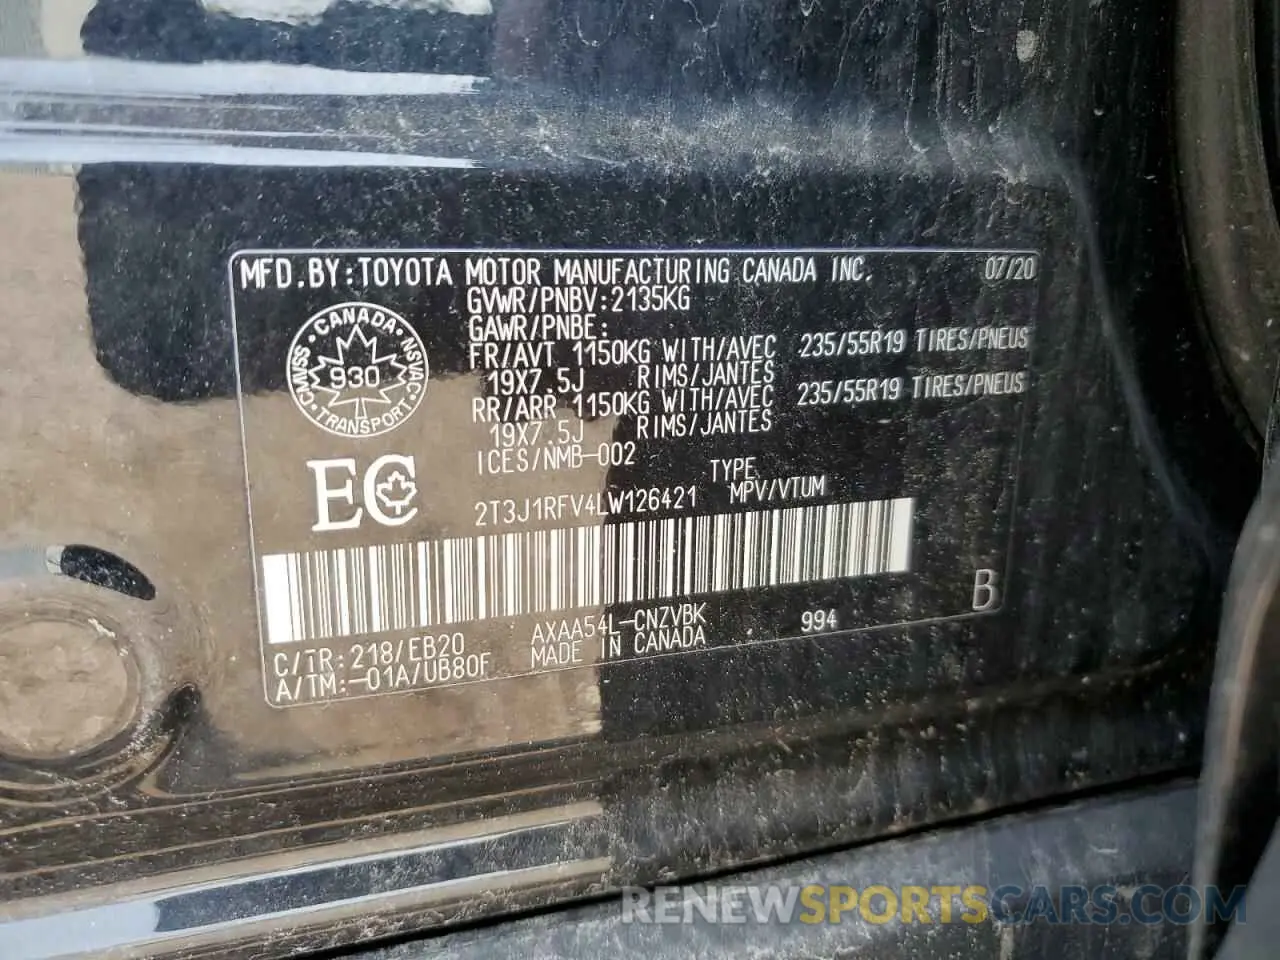 MFD.BY:TOYOTA MOTOR MANUFACTURING CANADA INC. 07/20
GVWR/PNBV:2135KG
GAWR/PNBE:
FR/AVT 1150KG WITH/AVEC 235/55R19 TIRES/PNEUS
19X7.5J RIMS/JANTES
RR/ARR 1150KG WITH/AVEC 235/55R19 TIRES/PNEUS
19X7.5J RIMS/JANTES
ICES/NMB-002
CANADA
CMVSS NSVAC
930
TRANSPORT
EC
TYPE
2T3J1RFV4LW126421 MPV/VTUM
B
C/TR:218/EB20 AXAA54L-CNZVBK 994
A/TM:-01A/UB80F MADE IN CANADA
RENEWSPORTSCARS.COM